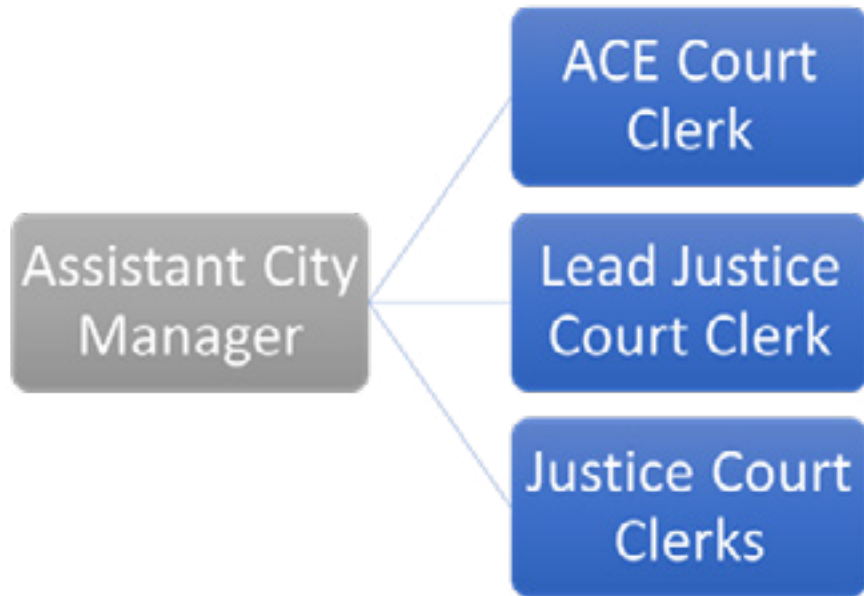 ACE Court
Clerk
Assistant City
Manager
Lead Justice
Court Clerk
Justice Court
Clerks